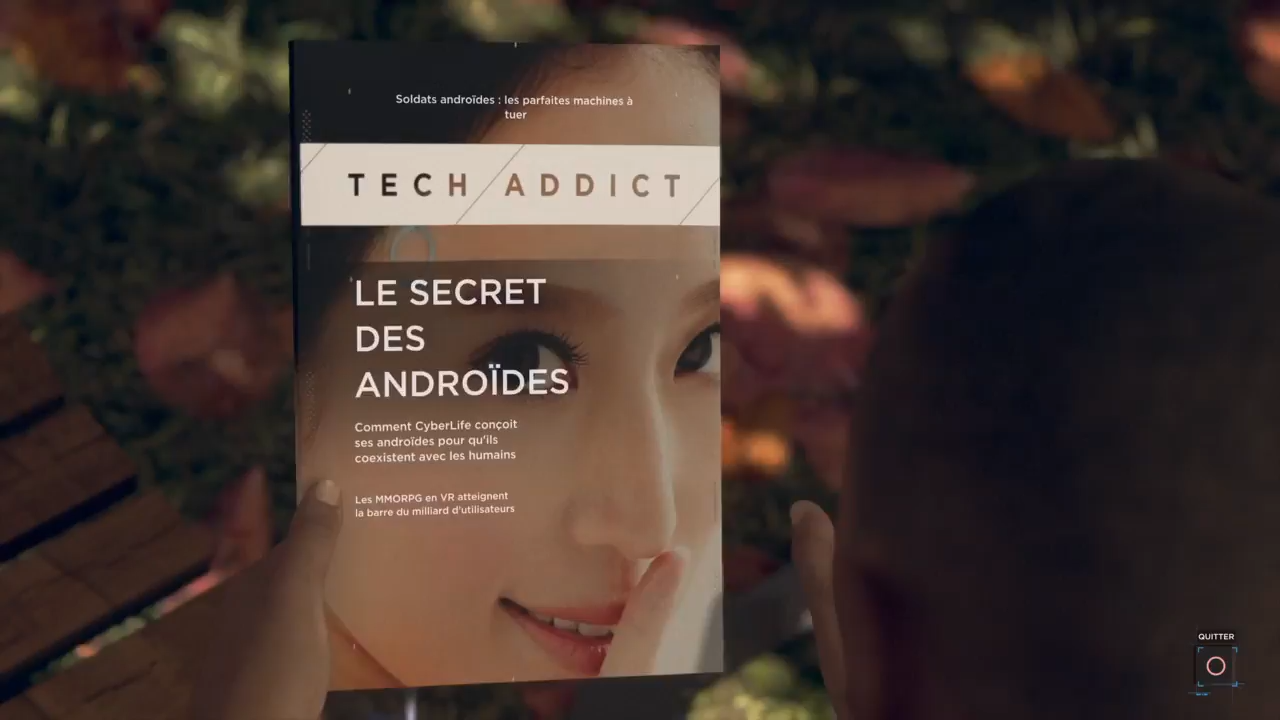 Soldats androïdes : les parfaites machines à
tuer
TECH ADDICT
LE SECRET
DES
ANDROÏDES
Comment CyberLife conçoit
ses androïdes pour qu'ils
coexistent avec les humains
Les MMORPG en VR atteignent
la barre du milliard d'utilisateurs
QUITTER